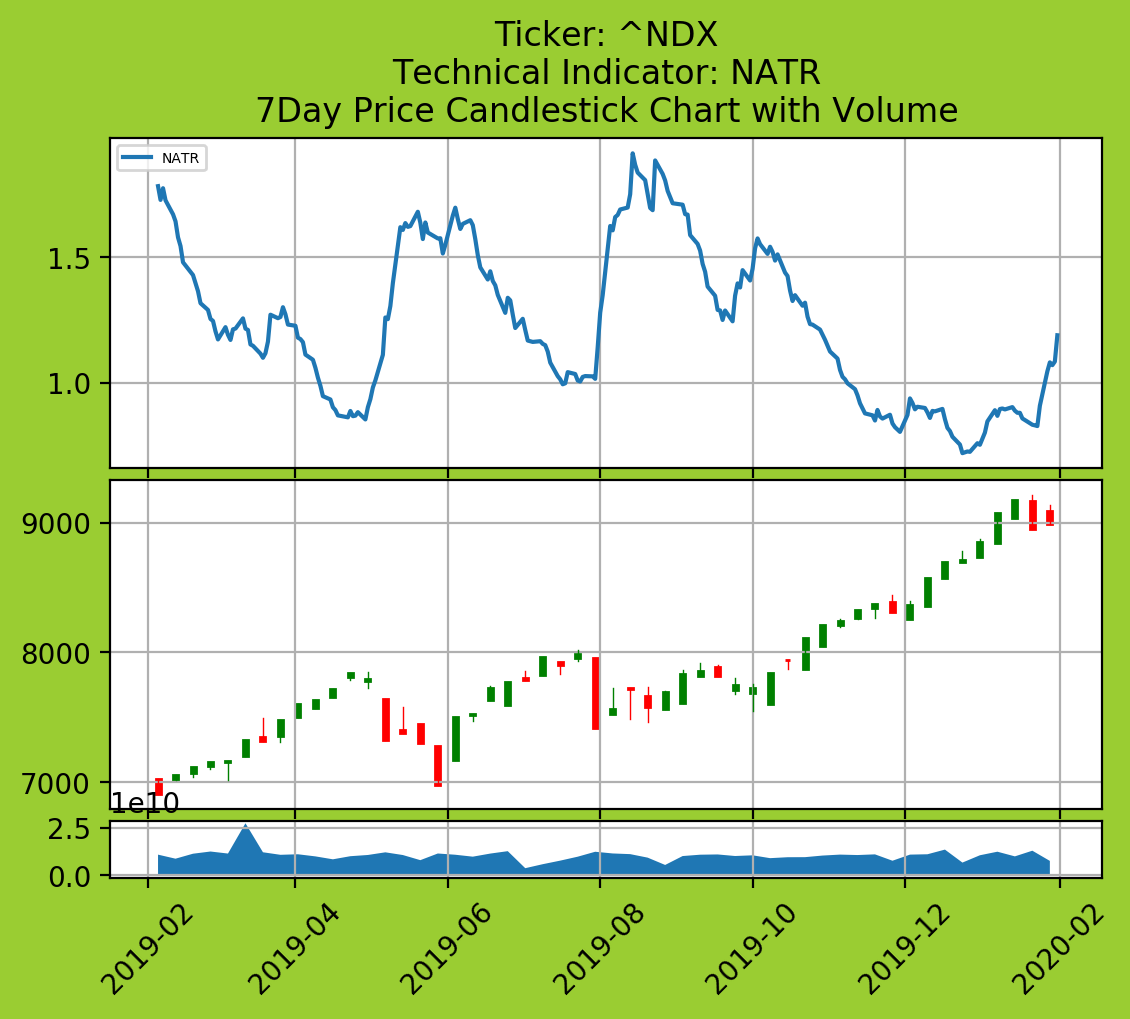 Ticker: ^NDX
Technical Indicator: NATR
7Day Price Candlestick Chart with Volume
NATR
1.5
1.0
9000
8000
7000
1e10
2.5
0.0
2019-02
2019-04
2019-06
2019-08
2019-10
2019-12
2020-02